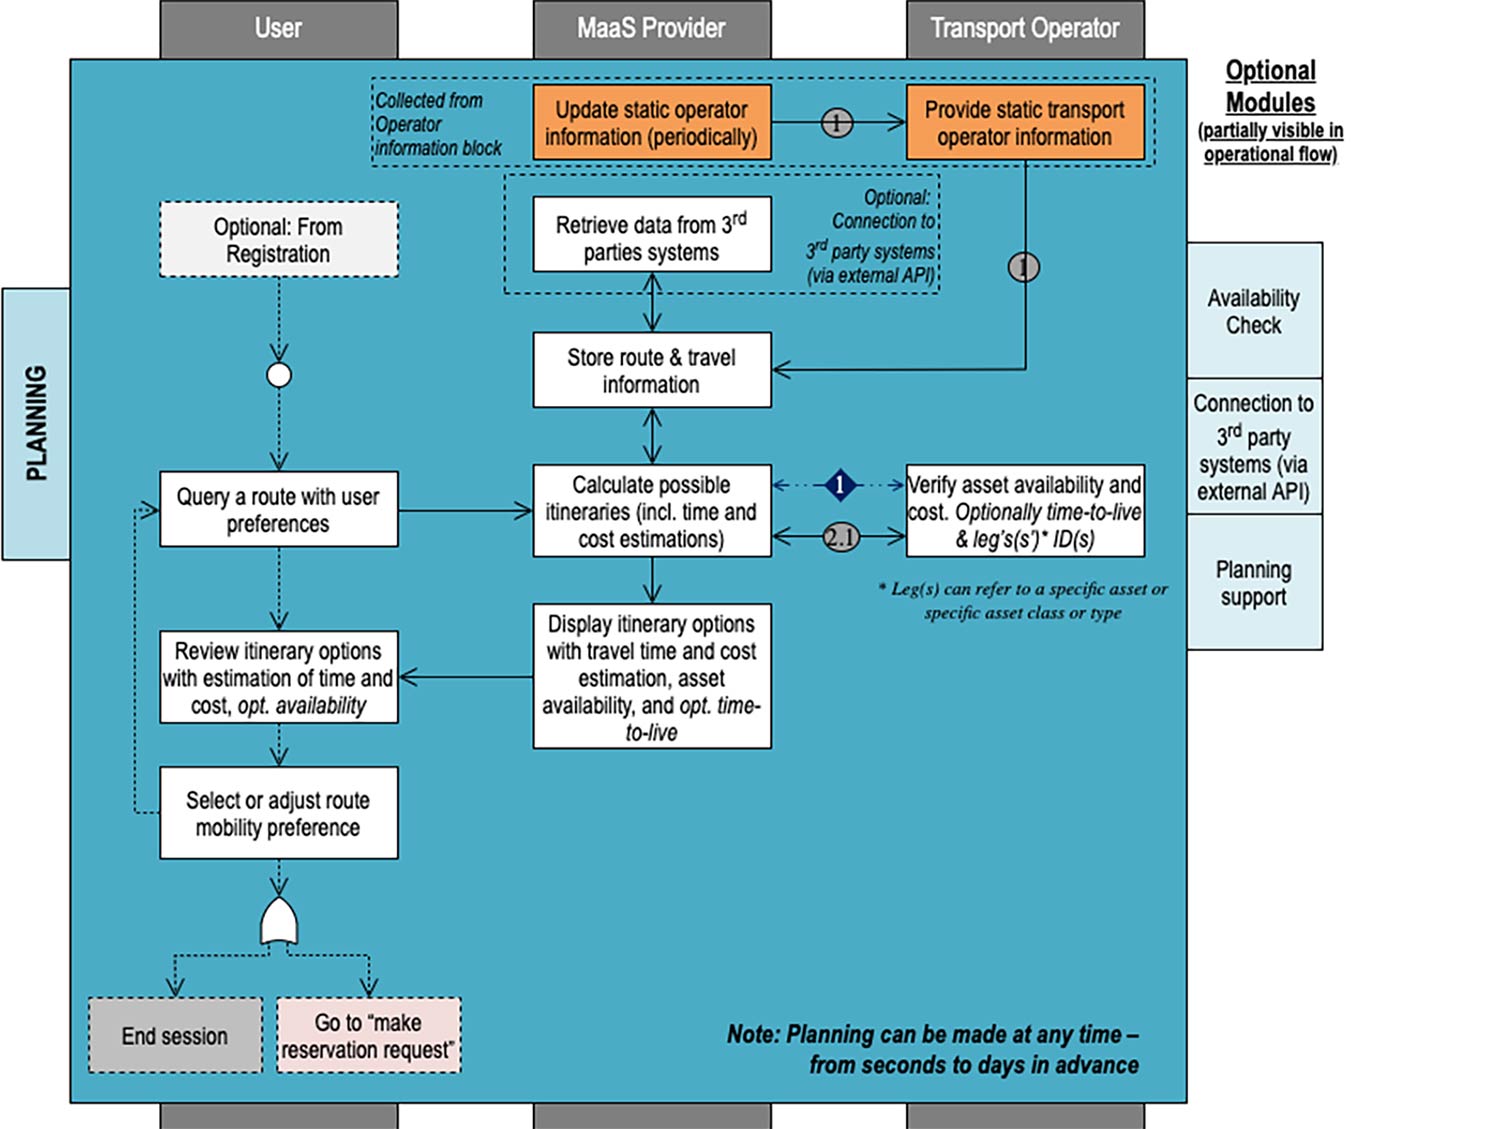 User
MaaS Provider
Transport Operator
Optional
Modules
(partially visible in
operational flow)
Collected from
Operator
information block
Update static operator
information (periodically)
1
Provide static transport
operator information
Optional: From
Registration
Retrieve data from 3rd
parties systems
Optional:
Connection to
3rd party systems
(via external API)
1
Availability
Check
PLANNING
Store route & travel
information
Connection to
3rd party
systems (via
external API)
Query a route with user
preferences
Calculate possible
itineraries (incl. time and
cost estimations)
1
2.1
Verify asset availability and
cost. Optionally time-to-live
& leg's(s')* ID(s)
* Leg(s) can refer to a specific asset or
specific asset class or type
Planning
support
Review itinerary options
with estimation of time and
cost, opt. availability
Display itinerary options
with travel time and cost
estimation, asset
availability, and opt. time-
to-live
Select or adjust route
mobility preference
End session
Go to “make
reservation request”
Note: Planning can be made at any time –
from seconds to days in advance